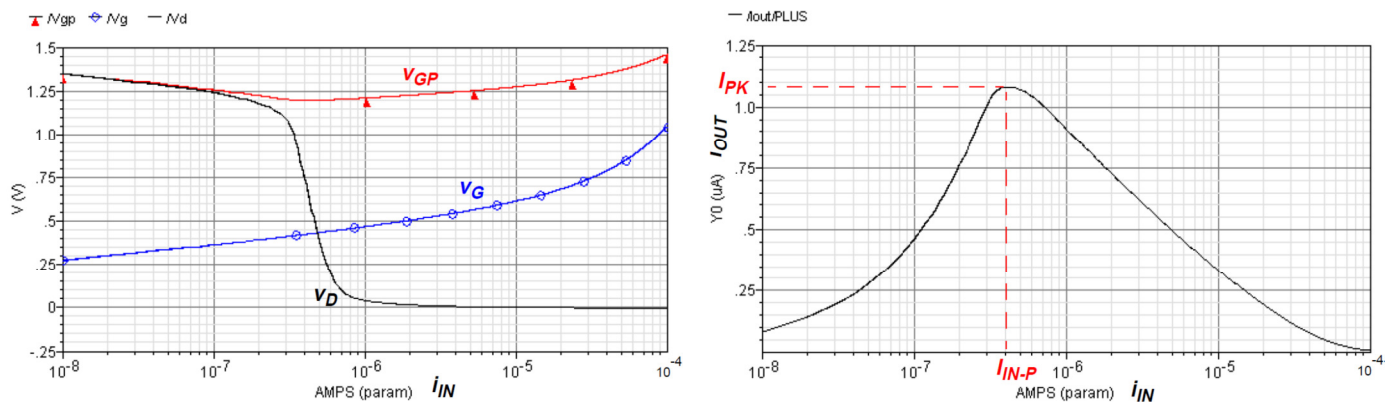 /Vgp /Vg /Vd
V (V)
1.5
1.25
1.0
.75
.5
.25
0
-.25
VGP
VG
VD
10-8 10-7 10-6 10-5 10-4
AMPS (param) iIN
/Iout/PLUS
Y0 (uA) IOUT
1.25
IPK
1.0
.75
.5
.25
IIN-P
10-8 10-7 10-6 10-5 10-4
AMPS (param) iIN